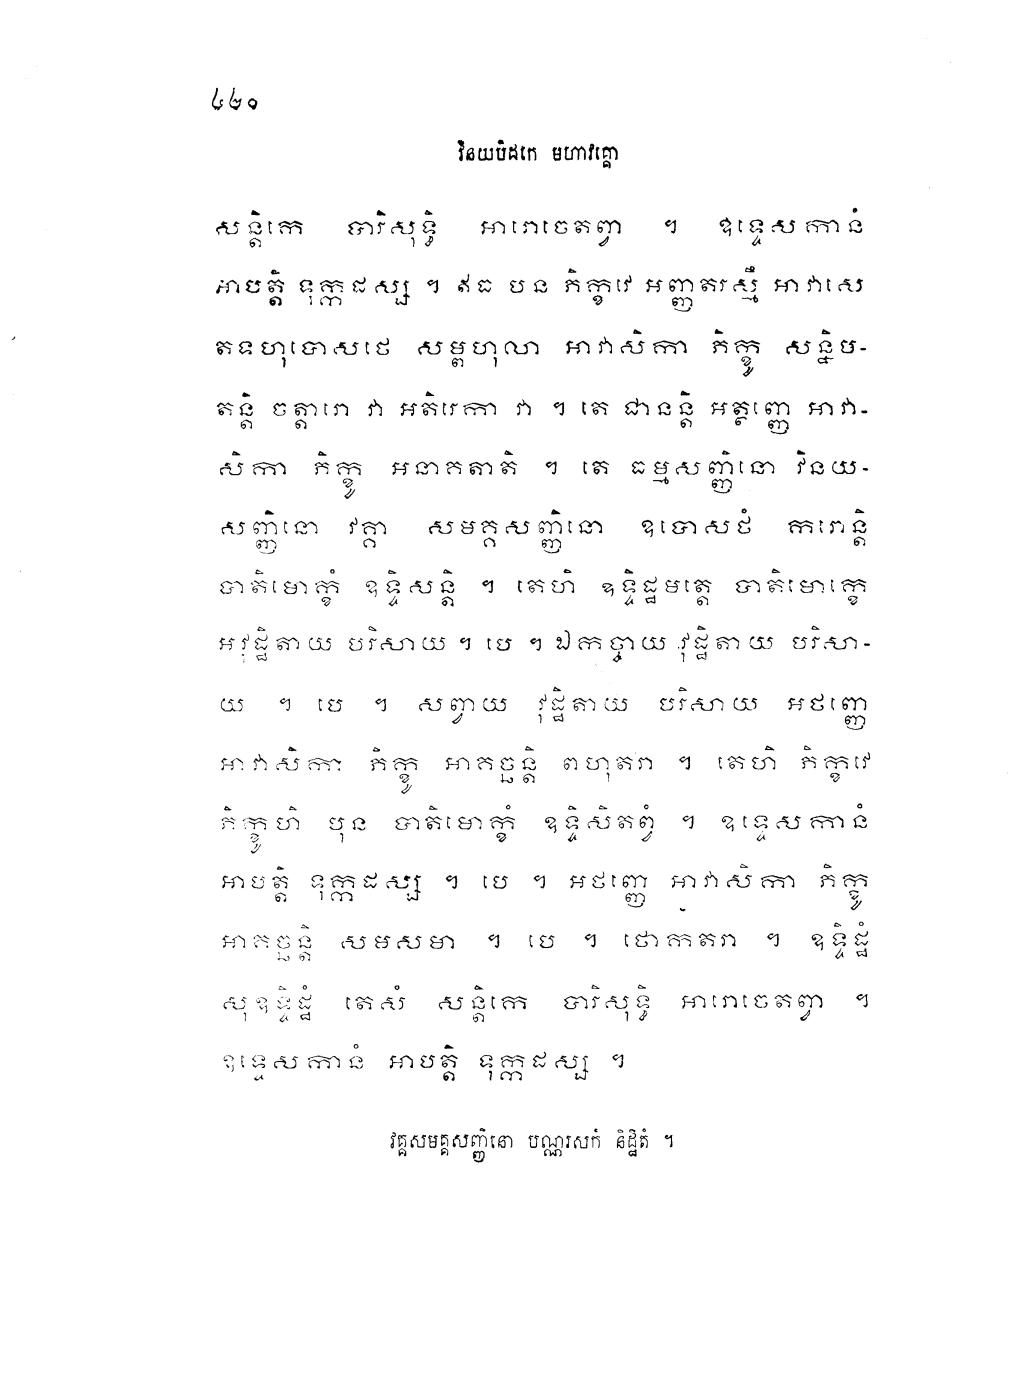 ៤២០
វិនយបិដកេ មហាវគ្គោ
សន្តិកេ បារិសុទ្ធិ អារោចេតព្វា ។ ឧទ្ទេសកានំ
អាបត្តិ ទុក្កដស្ស ។ ឥធ បន ភិក្ខវេ អញ្ញតរស្មឹ អាវាសេ
តទហុបោសថេ សម្ពហុលា អាវាសិកា ភិក្ខូ សន្និប-
តន្តិ ចត្តារោ វា អតិរេកា វា ។ តេ ជានន្តិ អត្ថញ្ញេ អាវា-
សិកា ភិក្ខូ អនាគតាតិ ។ តេ ធម្មសញ្ញិនោ វិនយ-
សញ្ញិនោ វគ្គា សមគ្គសញ្ញិនោ ឧបោសថំ ករោន្តិ
បាតិមោក្ខំ ឧទ្ទិសន្តិ ។ តេហិ ឧទ្ទិដ្ឋមត្តេ បាតិមោក្ខេ
អវុដ្ឋិតាយ បរិសាយ ។ បេ ។ ឯកច្ចាយ វុដ្ឋិតាយ បរិសា-
យ ។ បេ ។ សព្វាយ វុដ្ឋិតាយ បរិសាយ អថញ្ញេ
អាវាសិកា ភិក្ខូ អាគច្ឆន្តិ ពហុតរា ។ តេហិ ភិក្ខវេ
ភិក្ខូហិ បុន បាតិមោក្ខំ ឧទ្ទិសិតព្វំ ។ ឧទ្ទេសកានំ
អាបត្តិ ទុក្កដស្ស ។ បេ ។ អថញ្ញេ អាវាសិកា ភិក្ខូ
អាគច្ឆន្តិ សមសមា ។ បេ ។ ថោកតរា ។ ឧទ្ទិដ្ឋំ
សុឧទ្ទិដ្ឋំ តេសំ សន្តិកេ បារិសុទ្ធិ អារោចេតព្វា ។
ឧទ្ទេសកានំ អាបត្តិ ទុក្កដស្ស ។
វគ្គសមគ្គសញ្ញិនោ បណ្ណរសកំ និដ្ឋិតំ ។